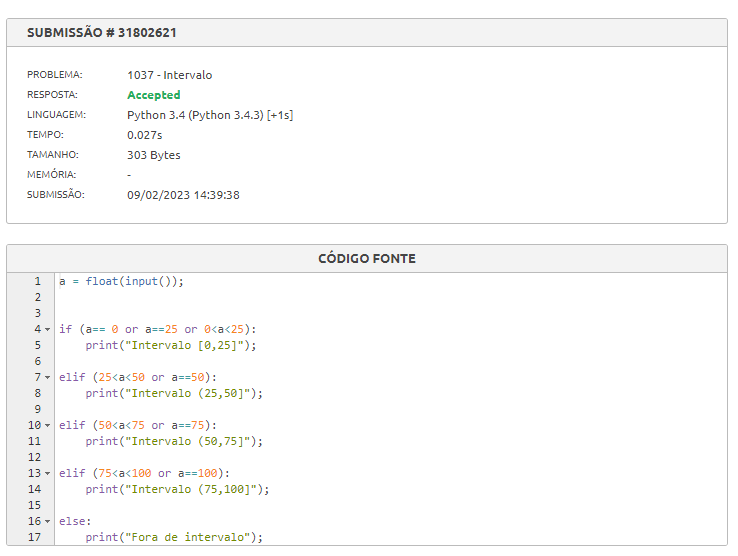 SUBMISSÃO # 31802621
PROBLEMA: 1037 - Intervalo
RESPOSTA: Accepted
LINGUAGEM: Python 3.4 (Python 3.4.3) [+1s]
TEMPO: 0.027s
TAMANHO: 303 Bytes
MEMÓRIA: -
SUBMISSÃO: 09/02/2023 14:39:38
CÓDIGO FONTE
1 a = float(input());
2
3
4 if (a== 0 or a==25 or 0<a<25):
5     print("Intervalo [0,25]");
6
7 elif (25<a<50 or a==50):
8     print("Intervalo (25,50]");
9
10 elif (50<a<75 or a==75):
11     print("Intervalo (50,75]");
12
13 elif (75<a<100 or a==100):
14     print("Intervalo (75,100]");
15
16 else:
17     print("Fora de intervalo");